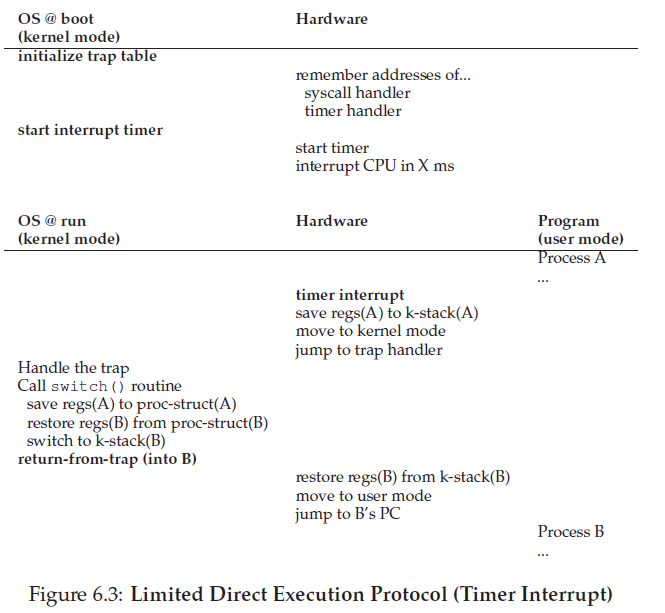 OS @ boot Hardware
(kernel mode)
initialize trap table
remember addresses of...
syscall handler
timer handler
start interrupt timer
start timer
interrupt CPU in X ms
OS @ run Hardware Program
(kernel mode) (user mode)
Process A
...
timer interrupt
save regs(A) to k-stack(A)
move to kernel mode
jump to trap handler
Handle the trap
Call switch() routine
save regs(A) to proc-struct(A)
restore regs(B) from proc-struct(B)
switch to k-stack(B)
return-from-trap (into B)
restore regs(B) from k-stack(B)
move to user mode
jump to B's PC
Process B
...
Figure 6.3: Limited Direct Execution Protocol (Timer Interrupt)